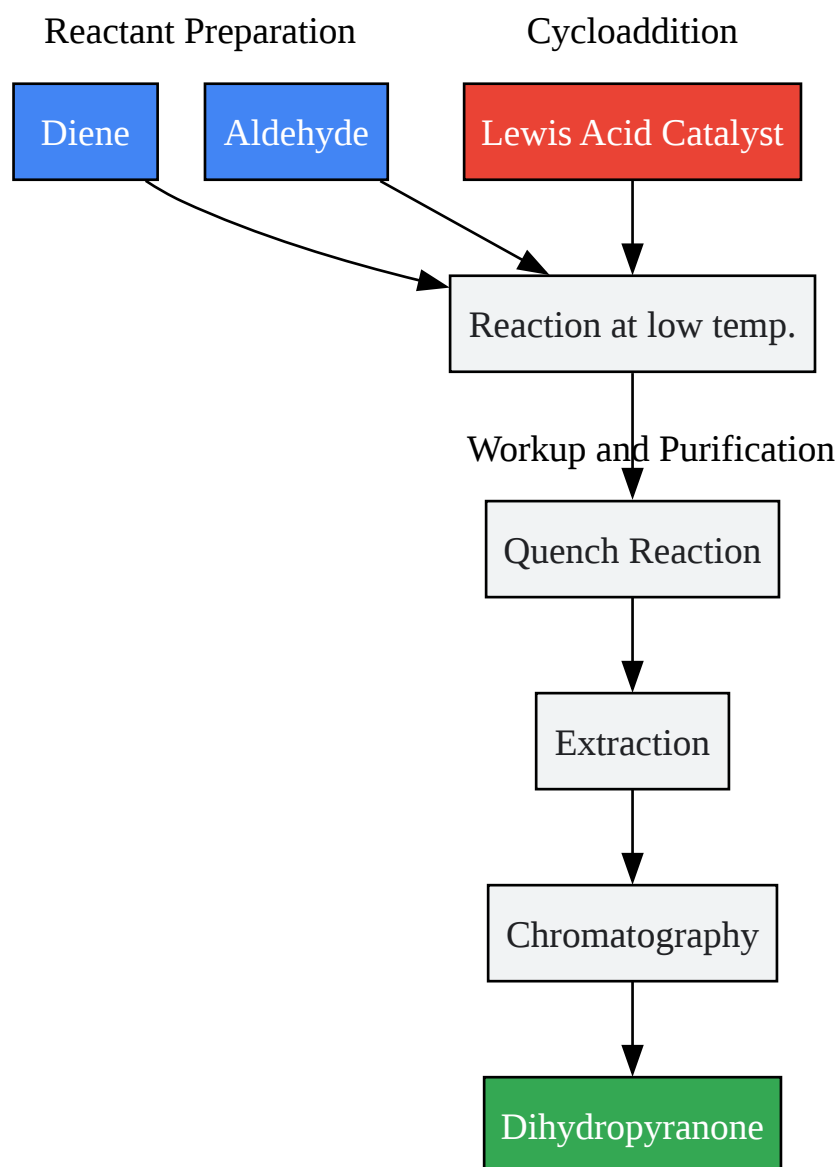 Reactant Preparation
Cycloaddition
Diene
Aldehyde
Lewis Acid Catalyst
Reaction at low temp.
Workup and Purification
Quench Reaction
Extraction
Chromatography
Dihydropyranone